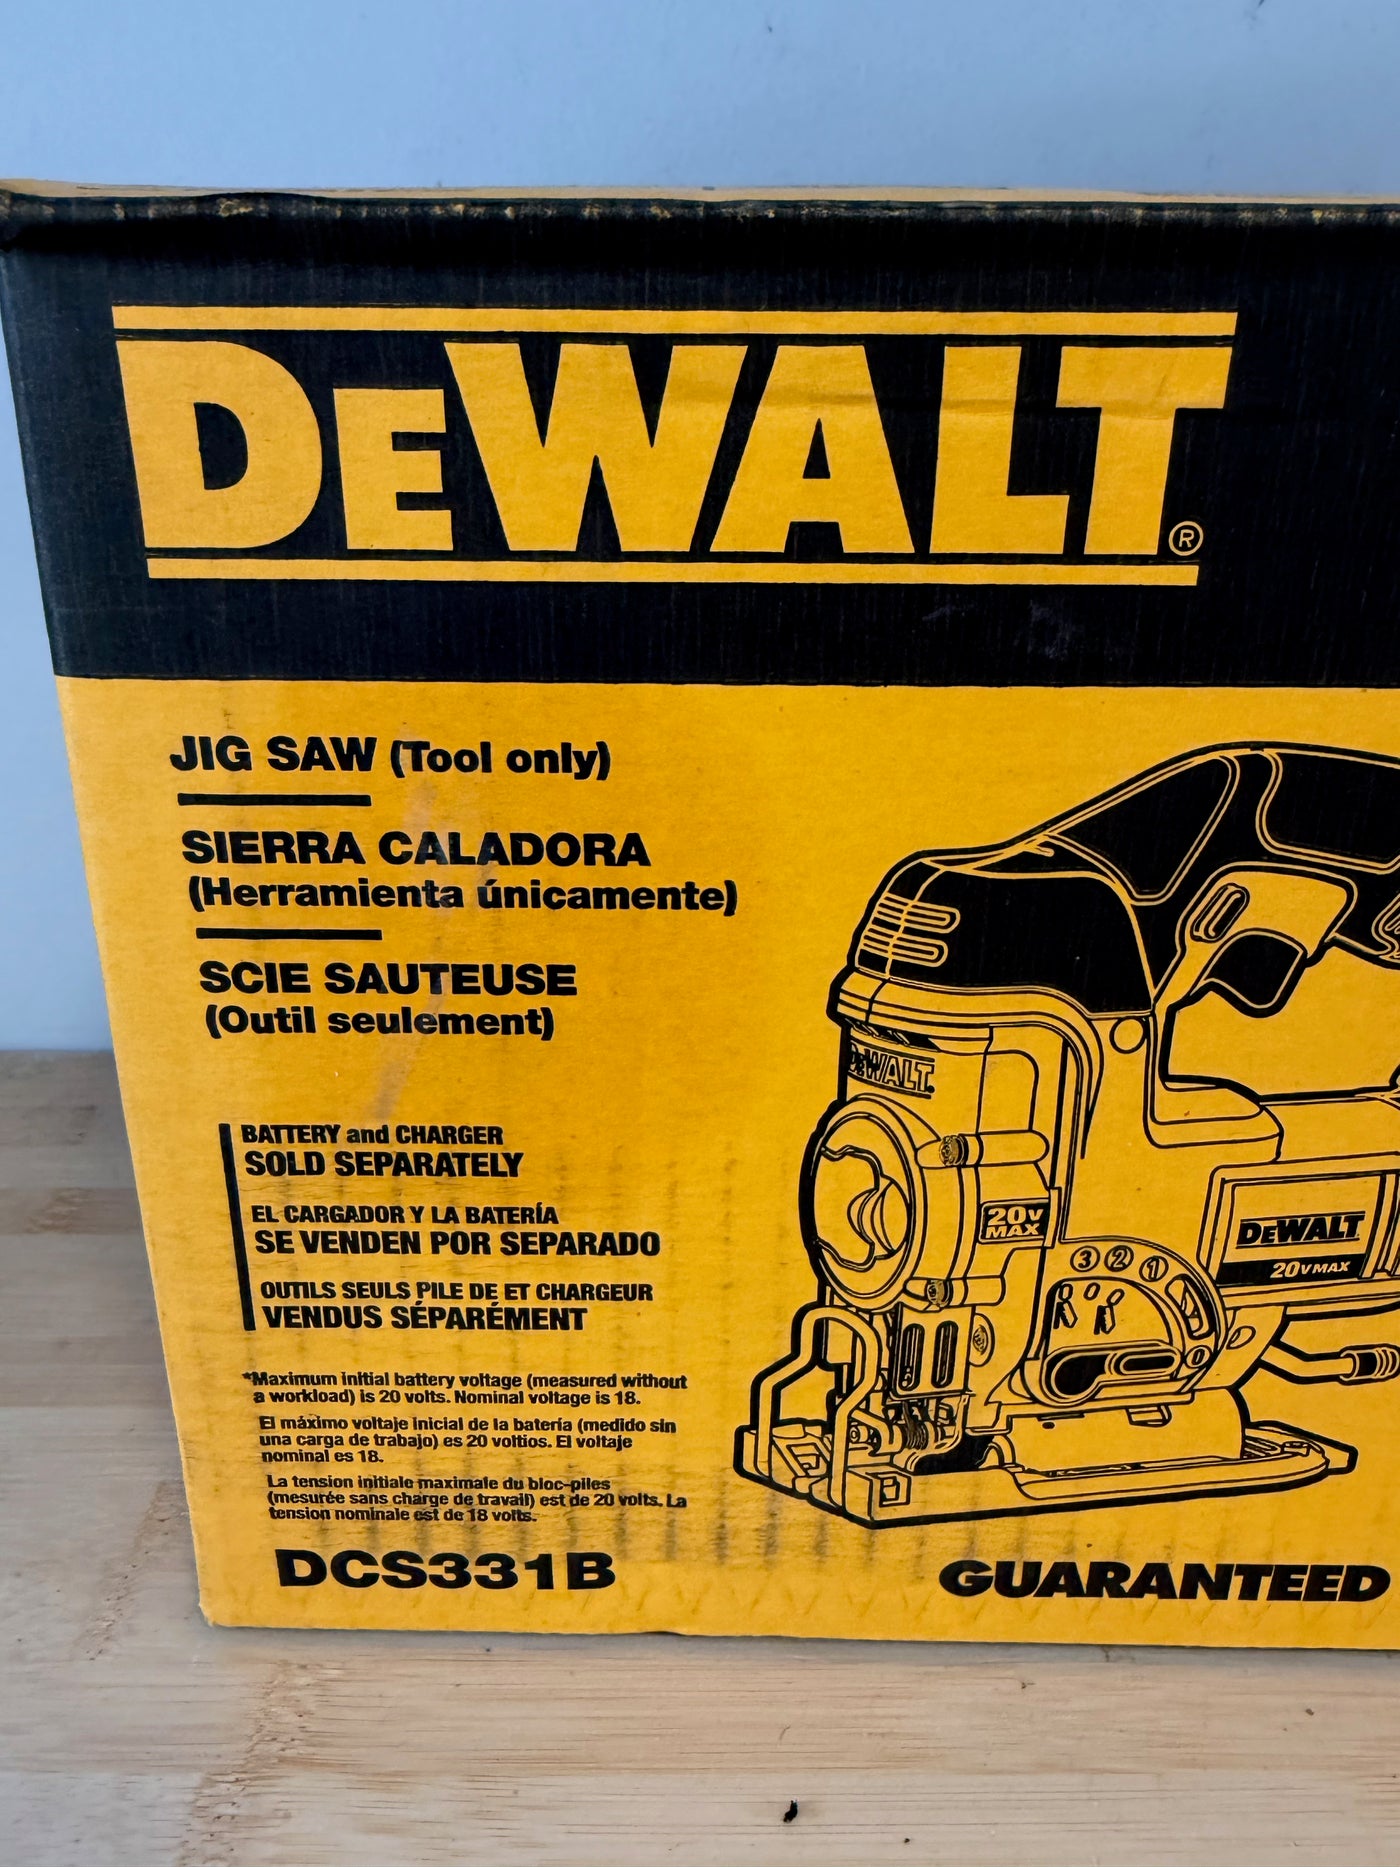 DEWALT®
JIG SAW (Tool only)
SIERRA CALADORA
(Herramienta únicamente)
SCIE SAUTEUSE
(Outil seulement)
BATTERY and CHARGER
SOLD SEPARATELY
EL CARGADOR Y LA BATERÍA
SE VENDEN POR SEPARADO
OUTILS SEULS PILE DE ET CHARGEUR
VENDUS SÉPARÉMENT
*Maximum initial battery voltage (measured without
a workload) is 20 volts. Nominal voltage is 18.
El máximo voltaje inicial de la batería (medido sin
una carga de trabajo) es 20 voltios. El voltaje
nominal es 18.
La tension initiale maximale du bloc-piles
(mesurée sans charge de travail) est de 20 volts. La
tension nominale est de 18 volts.
DCS331B
DEWALT.
20V
MAX
3 2 1
0
DEWALT
20V MAX
GUARANTEED